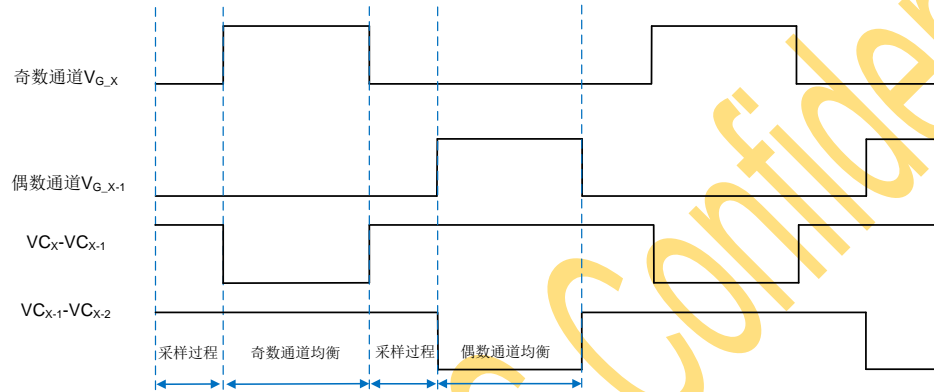 奇数通道VG_X
偶数通道VG_X-1
VCX-VCX-1
VCX-1-VCX-2
采样过程 奇数通道均衡 采样过程 偶数通道均衡